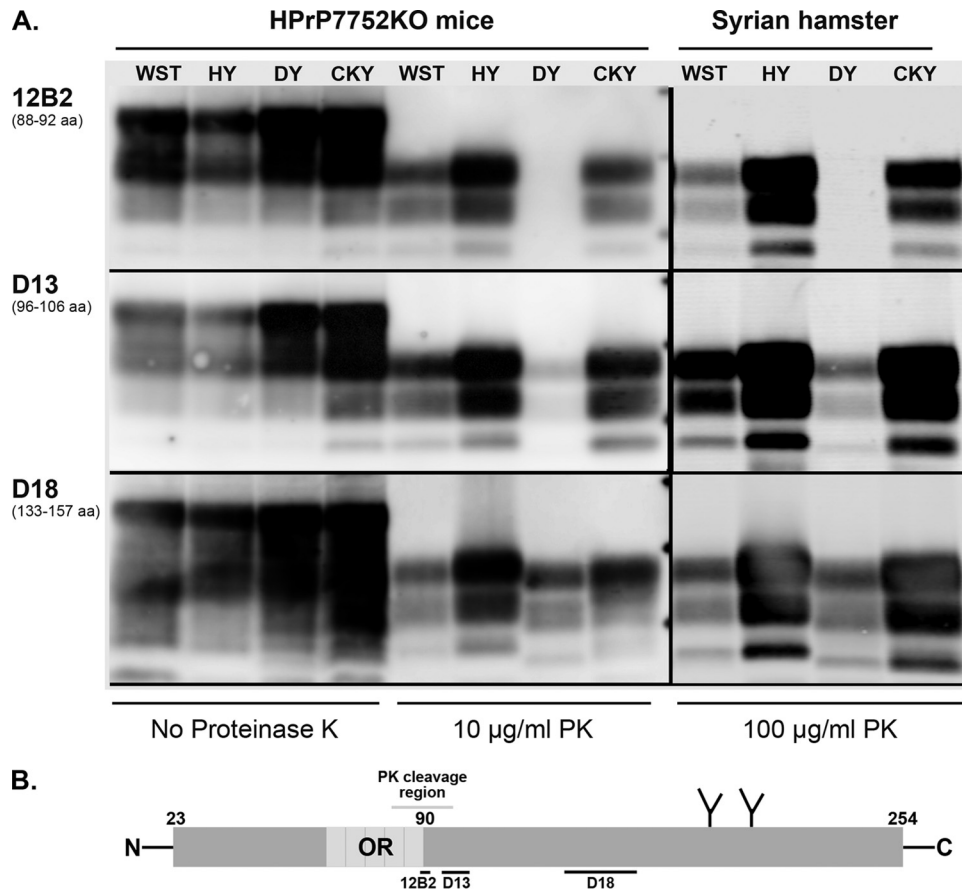 A.
HPrP7752KO mice
Syrian hamster
WST HY DY CKY WST HY DY CKY WST HY DY CKY
12B2
(88-92 aa)
D13
(96-106 aa)
D18
(133-157 aa)
No Proteinase K
10 µg/ml PK
100 µg/ml PK
B.
PK cleavage
region
23
90
254
N
OR
C
12B2
D13
D18